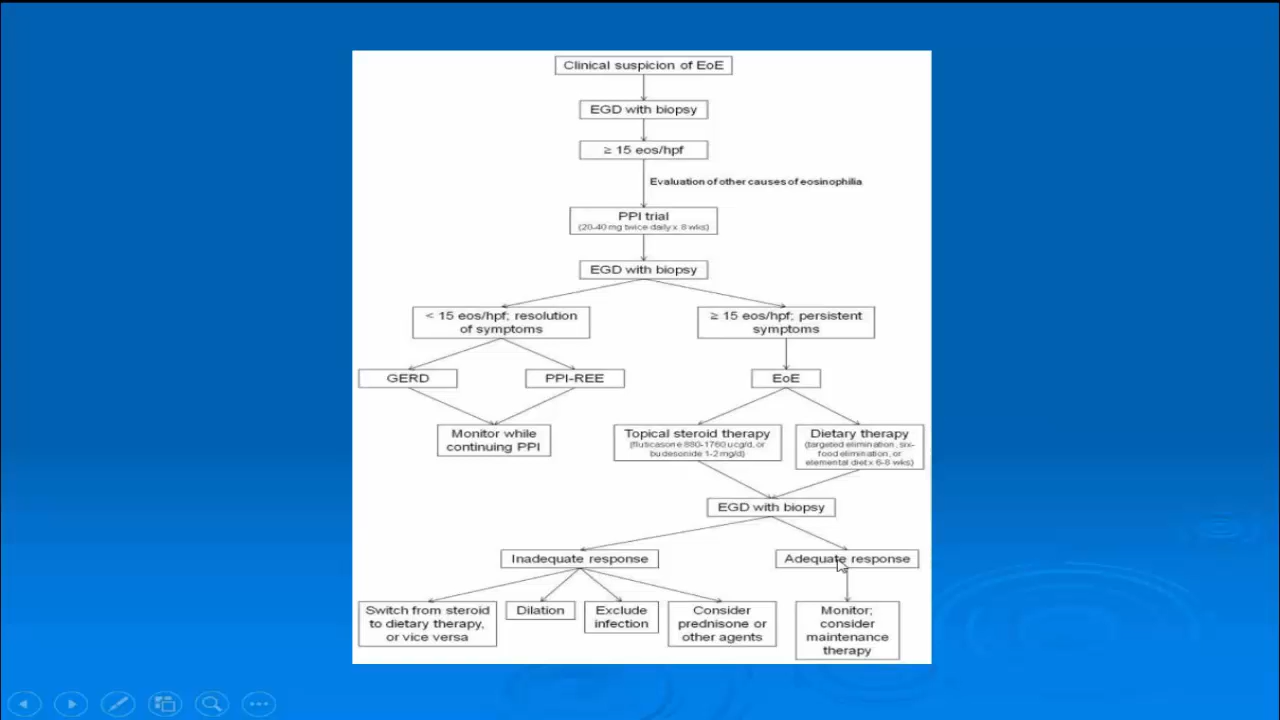 Clinical suspicion of EoE
EGD with biopsy
≥ 15 eos/hpf
Evaluation of other causes of eosinophilia
PPI trial
(20-40 mg twice daily x 8 wks)
EGD with biopsy
< 15 eos/hpf; resolution
of symptoms
≥ 15 eos/hpf; persistent
symptoms
GERD
PPI-REE
EoE
Monitor while
continuing PPI
Topical steroid therapy
(fluticasone 880-1760 ucg/d, or
budesonide 1-2 mg/d)
Dietary therapy
(targeted elimination, six-
food elimination, or
elemental diet x 6-8 wks)
EGD with biopsy
Inadequate response
Adequate response
Switch from steroid
to dietary therapy,
or vice versa
Dilation
Exclude
infection
Consider
prednisone or
other agents
Monitor;
consider
maintenance
therapy